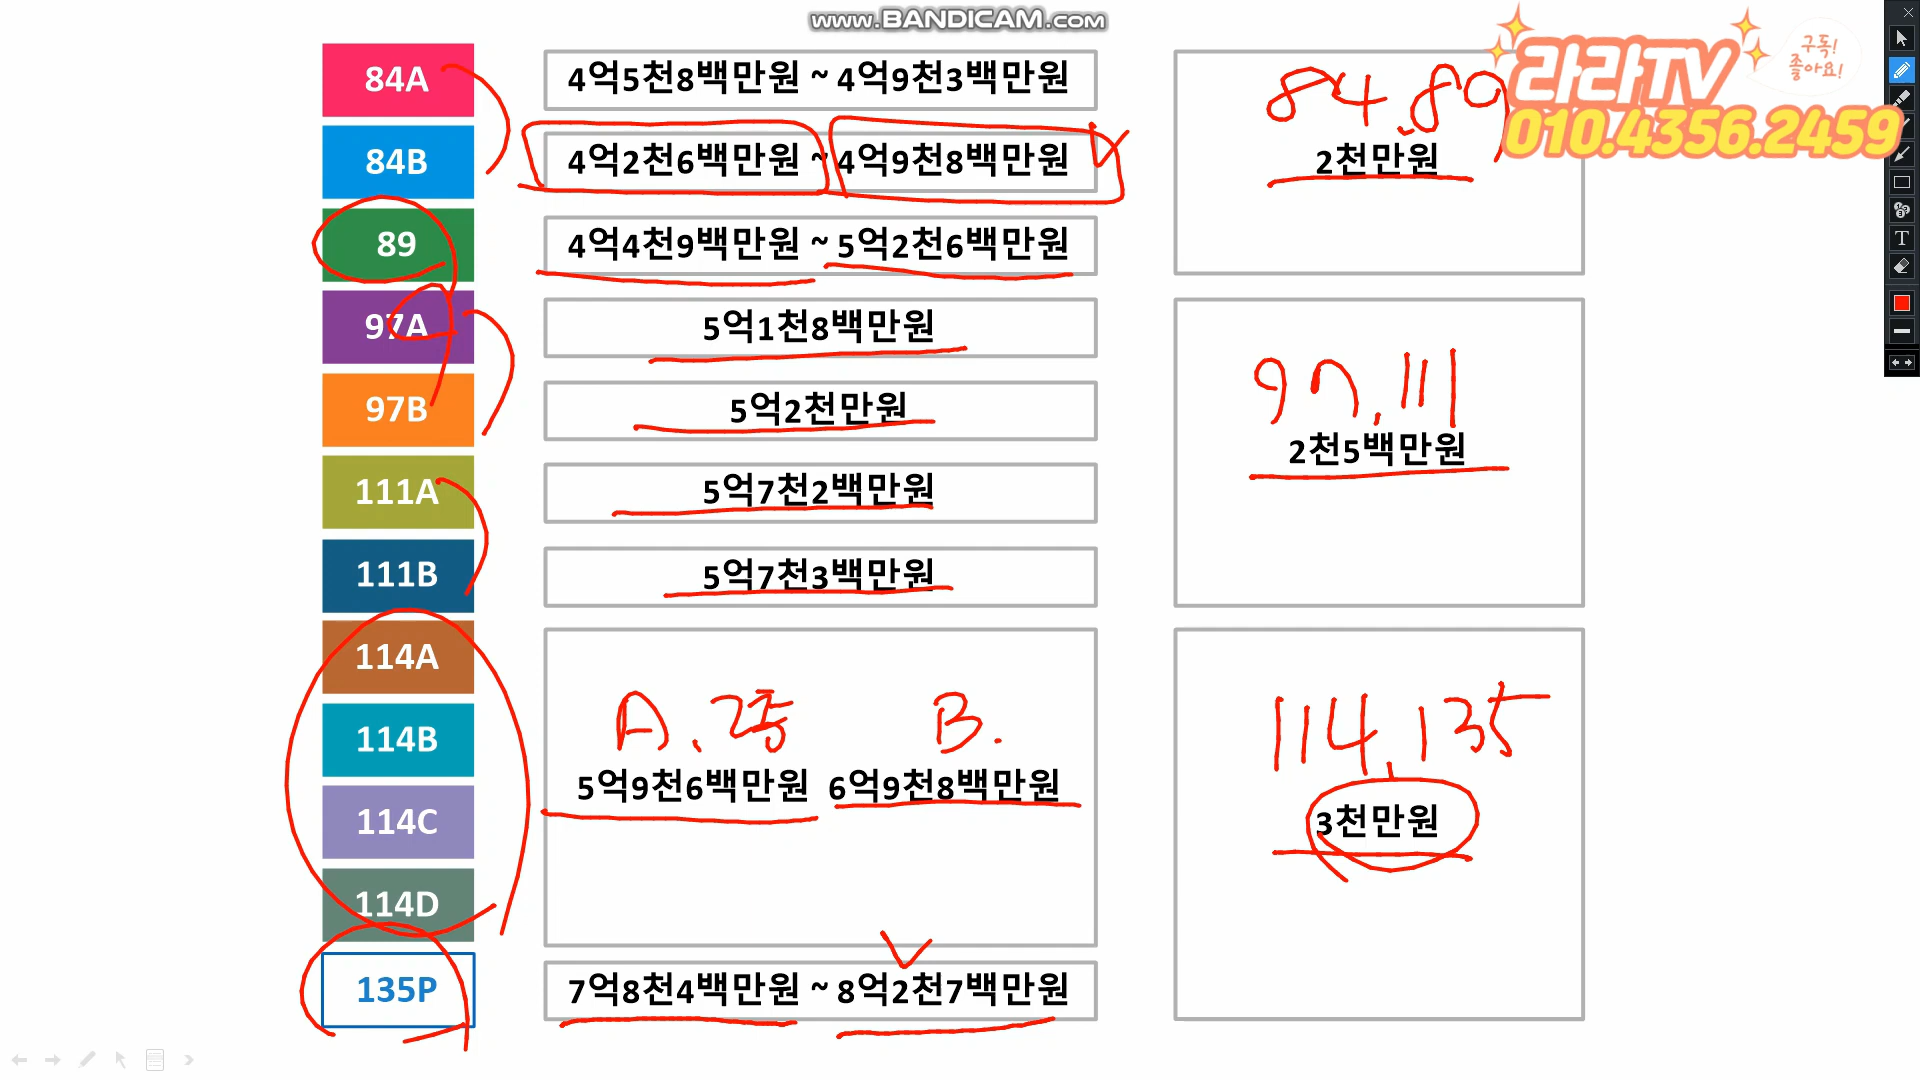 www.BANDICAM.com
라라TV
구독!
좋아요!
010.4356.2459
84A
4억5천8백만원 ~ 4억9천3백만원
84.89
84B
4억2천6백만원 ~ 4억9천8백만원
2천만원
89
4억4천9백만원 ~ 5억2천6백만원
97A
5억1천8백만원
97B
5억2천만원
97,111
2천5백만원
111A
5억7천2백만원
111B
5억7천3백만원
114A
114B
A. 2층 B.
114,135
5억9천6백만원 6억9천8백만원
114C
3천만원
114D
135P
7억8천4백만원 ~ 8억2천7백만원